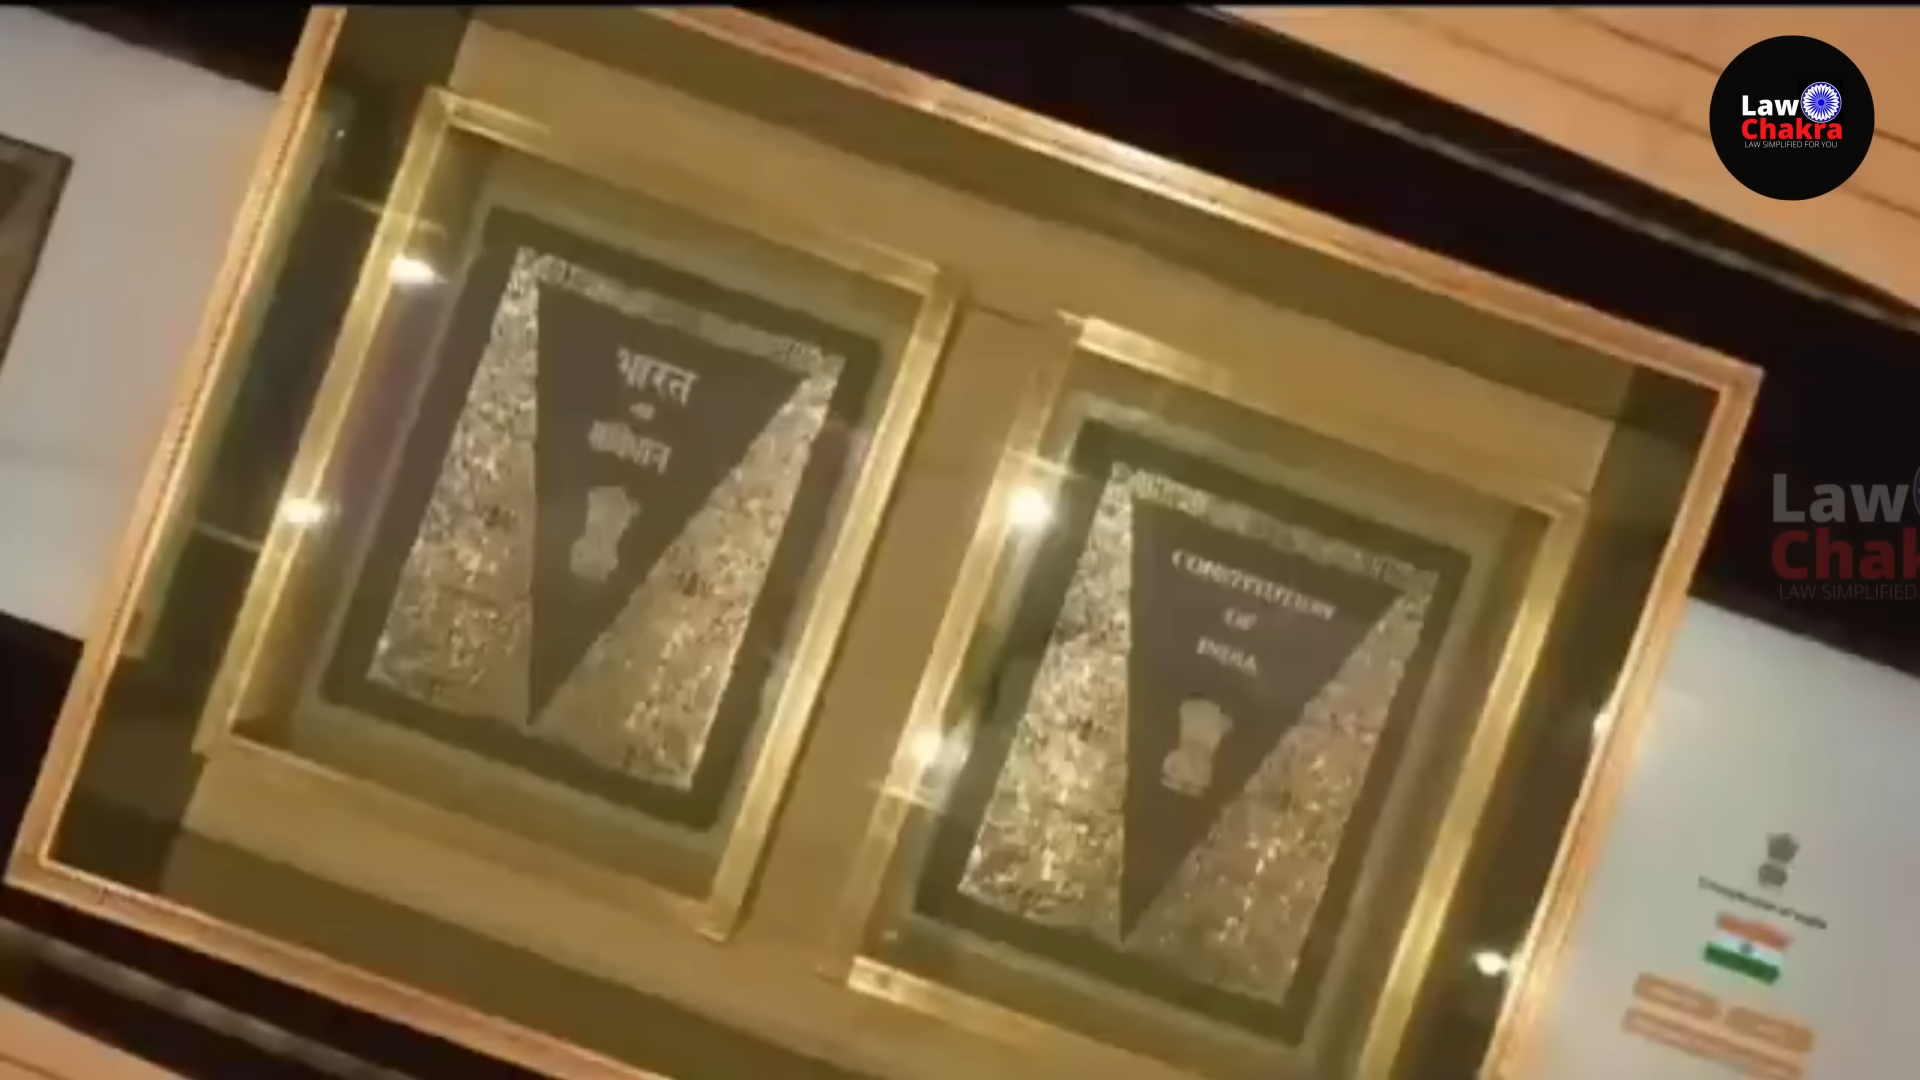 Law
Chakra
LAW SIMPLIFIED FOR YOU
भारत
का
संविधान
CONSTITUTION
OF
INDIA
Law
Chak
LAW SIMPLIFIED